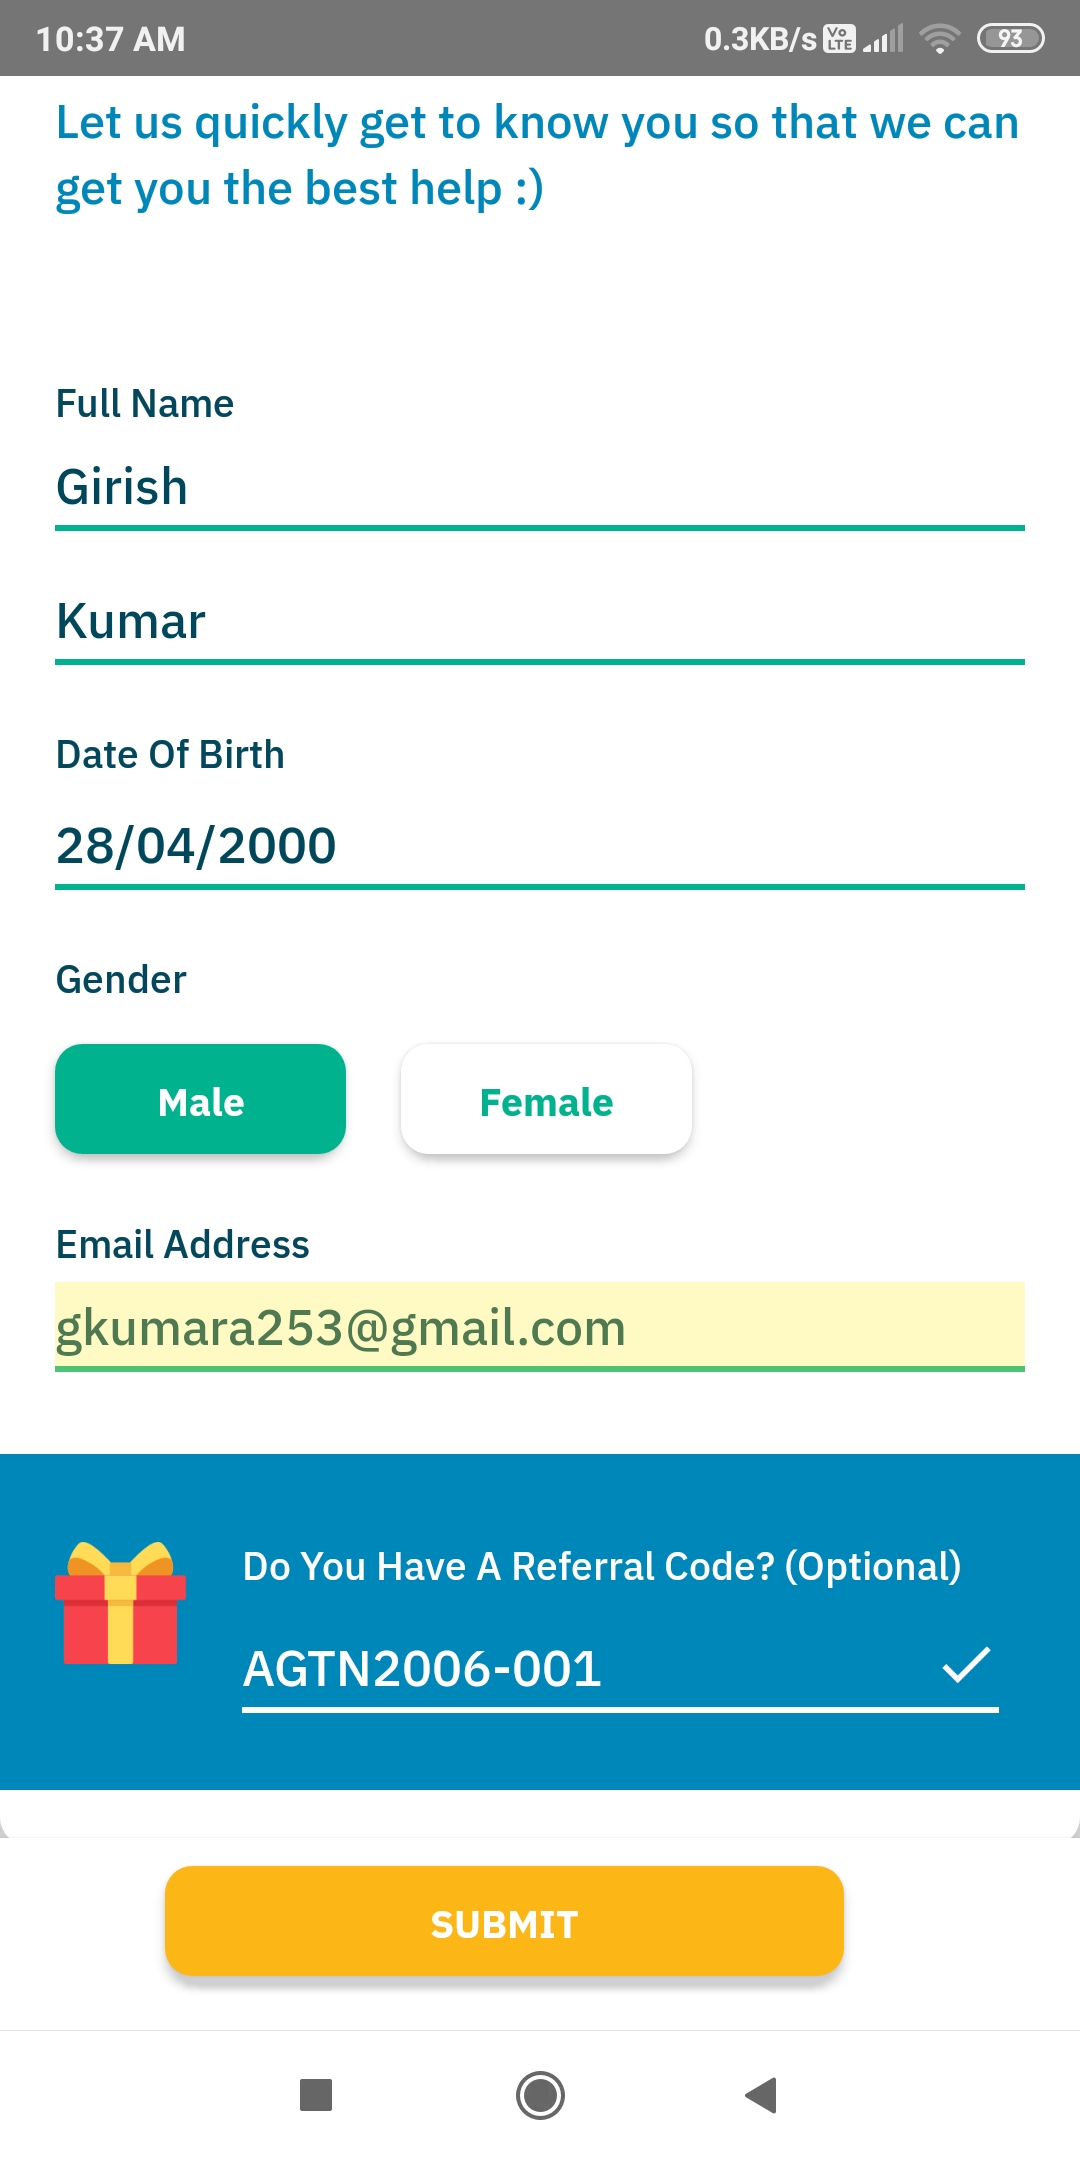 10:37 AM 0.3KB/s Vo LTE 93
Let us quickly get to know you so that we can
get you the best help :)
Full Name
Girish
Kumar
Date Of Birth
28/04/2000
Gender
Male Female
Email Address
gkumara253@gmail.com
Do You Have A Referral Code? (Optional)
AGTN2006-001
SUBMIT